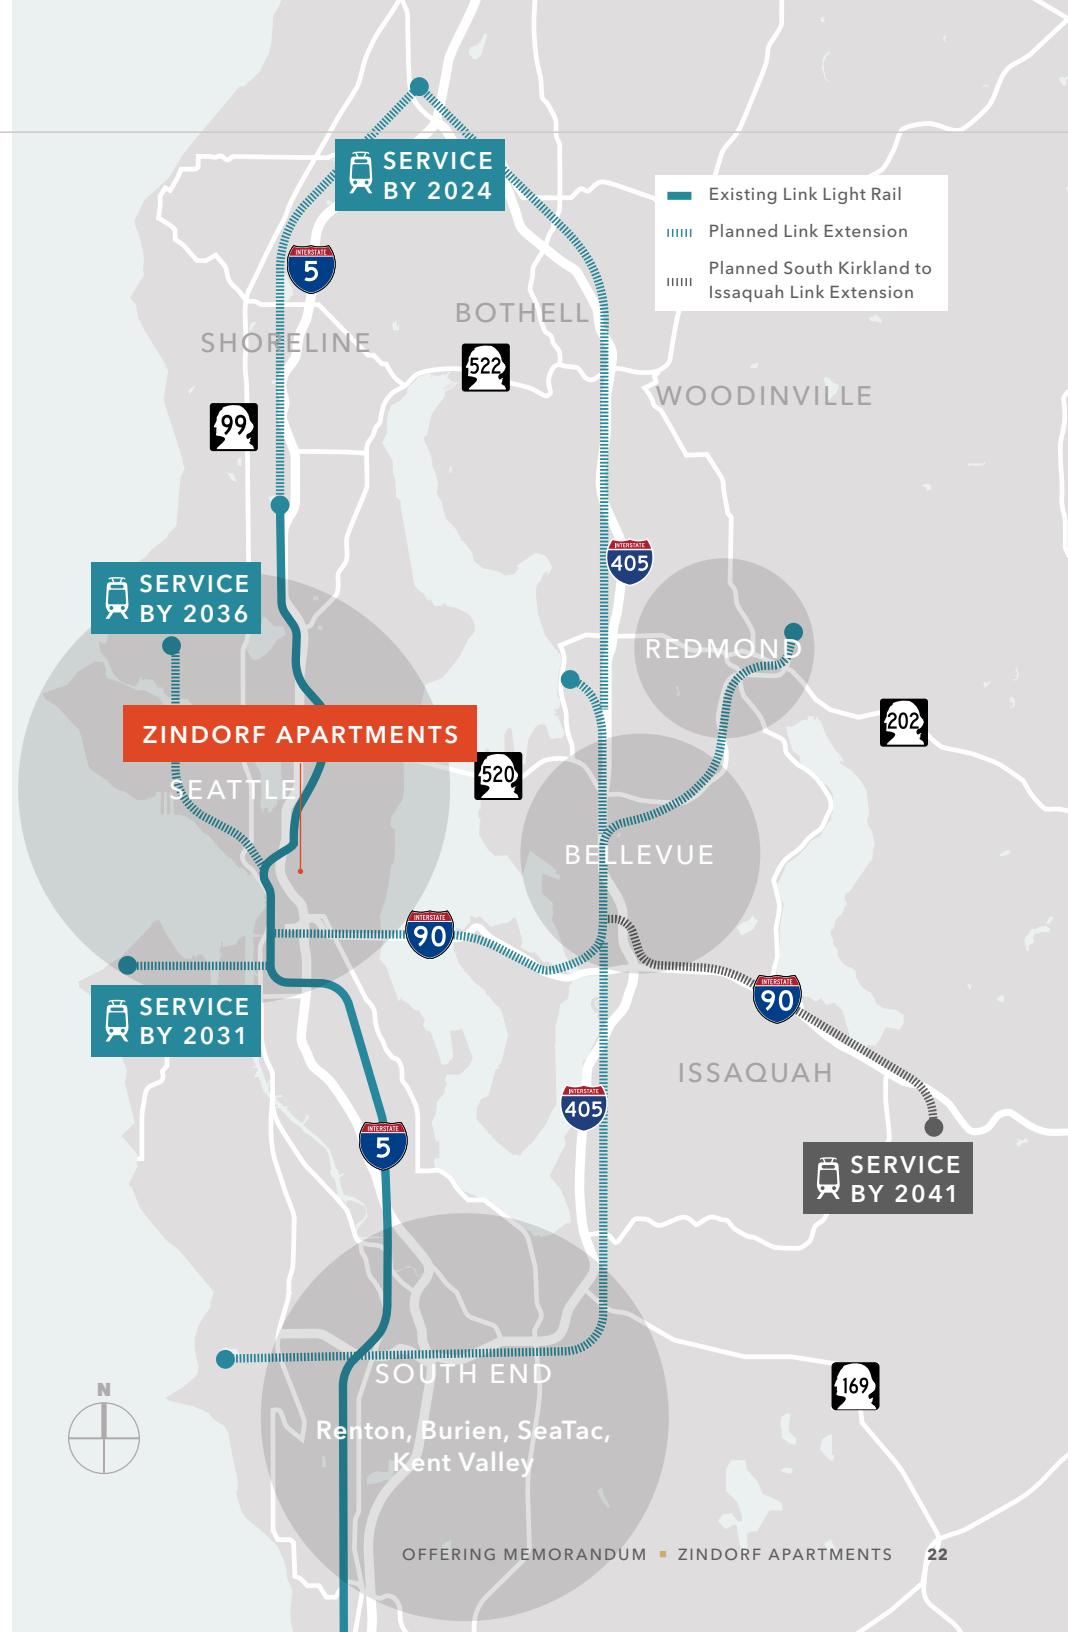 SERVICE
BY 2024
Existing Link Light Rail
Planned Link Extension
Planned South Kirkland to
Issaquah Link Extension
INTERSTATE
5
BOTHELL
SHORELINE
522
WOODINVILLE
99
INTERSTATE
405
SERVICE
BY 2036
REDMOND
202
ZINDORF APARTMENTS
520
SEATTLE
BELLEVUE
INTERSTATE
90
INTERSTATE
90
SERVICE
BY 2031
ISSAQUAH
INTERSTATE
405
INTERSTATE
5
SERVICE
BY 2041
SOUTH END
169
N
Renton, Burien, SeaTac,
Kent Valley
OFFERING MEMORANDUM ▪ ZINDORF APARTMENTS 22